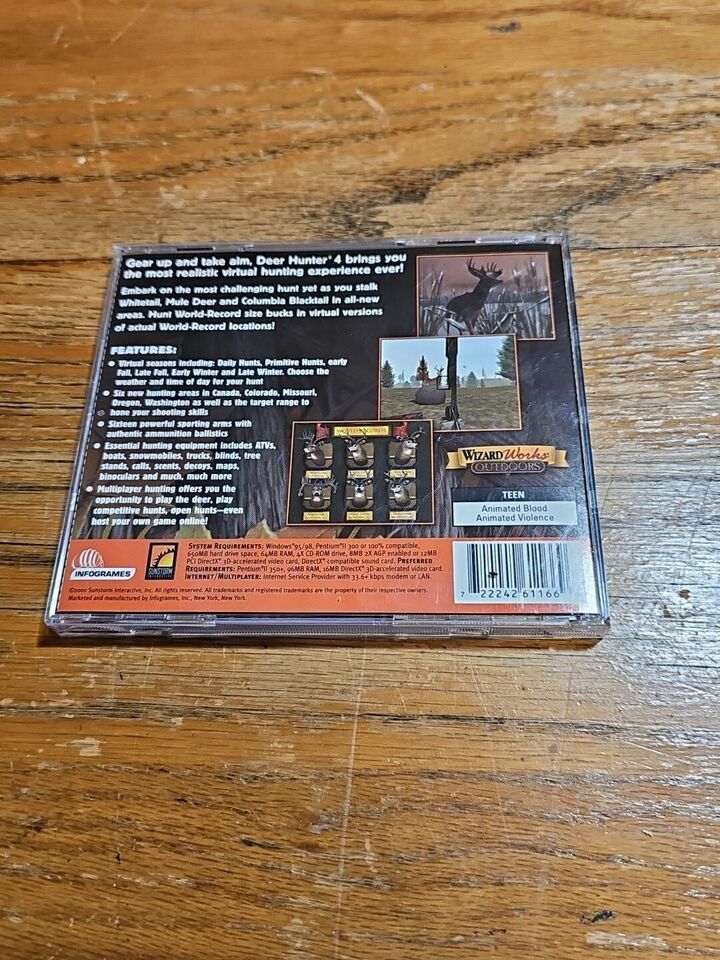 Gear up and take aim, Deer Hunter® 4 brings you
the most realistic virtual hunting experience ever!
Embark on the most challenging hunt yet as you stalk
Whitetail, Mule Deer and Columbia Blacktail in all-new
areas. Hunt World-Record size bucks in virtual versions
of actual World-Record locations!
FEATURES:
• Virtual seasons including: Daily Hunts, Primitive Hunts, early
Fall, Late Fall, Early Winter and Late Winter. Choose the
weather and time of day for your hunt
• Six new hunting areas in Canada, Colorado, Missouri,
Oregon, Washington as well as the target range to
hone your shooting skills
• Sixteen powerful sporting arms with
authentic ammunition ballistics
• Essential hunting equipment includes ATVs,
boats, snowmobiles, trucks, blinds, tree
stands, calls, scents, decoys, maps,
binoculars and much, much more
• Multiplayer hunting offers you the
opportunity to play the deer, play
competitive hunts, open hunts—even
host your own game online!
WORLD RECORDS
WIZARDWorks
OUTDOORS
TEEN
Animated Blood
Animated Violence
INFOGRAMES
SUNSTORM
INTERACTIVE
SYSTEM REQUIREMENTS: Windows®95/98, Pentium®II 300 or 100% compatible,
650MB hard drive space, 64MB RAM, 4X CD-ROM drive, 8MB 2X AGP enabled or 12MB
PCI DirectX® 3D-accelerated video card, DirectX®-compatible sound card. PREFERRED
REQUIREMENTS: Pentium®II 350+, 96MB RAM, 16MB DirectX® 3D-accelerated video card.
INTERNET/MULTIPLAYER: Internet Service Provider with 33.6+ kbps modem or LAN.
©2000 Sunstorm Interactive, Inc. All rights reserved. All trademarks and registered trademarks are the property of their respective owners.
Marketed and manufactured by Infogrames, Inc., New York, New York.
7 22242 61166